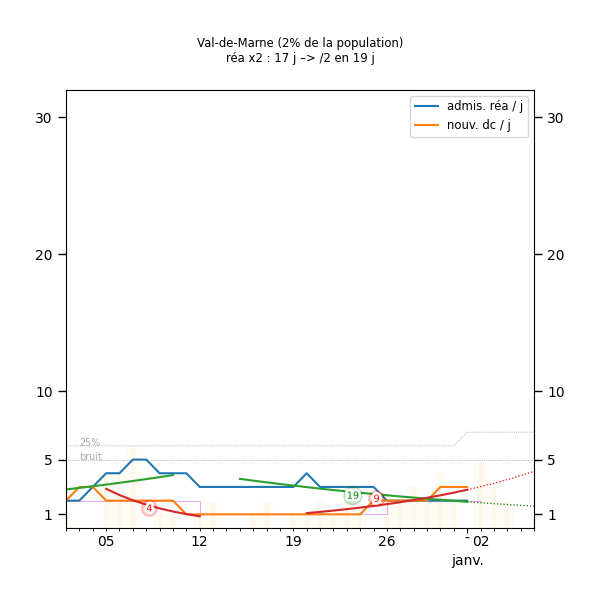 Val-de-Marne (2% de la population)
réa x2 : 17 j –> /2 en 19 j
admis. réa / j
nouv. dc / j
30 30
20 20
10 10
25%
bruit
5 5
19 9
4
1 1
05 12 19 26 02
janv.